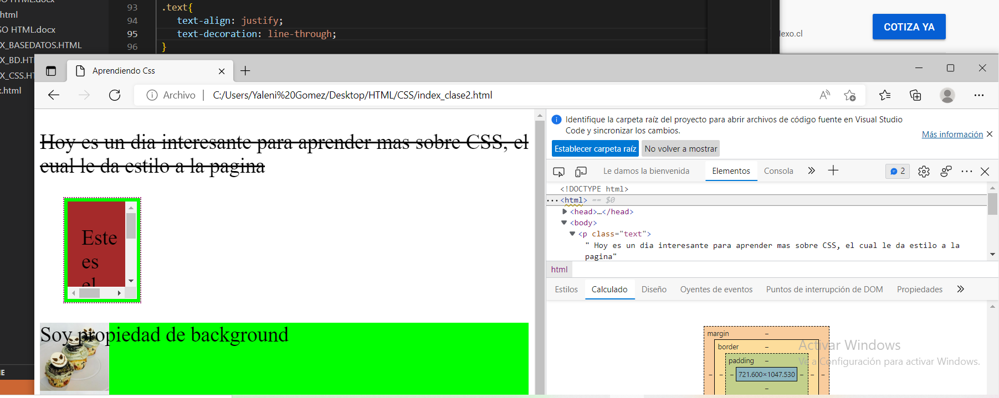 SO HTML.docx
html
SO HTML.docx
X_BASEDATOS.HTML
X_BD.HT
X_CSS.HT
x.html
93 .text{
94 text-align: justify;
95 text-decoration: line-through;
96 }
lexo.cl
COTIZA YA
Aprendiendo Css
Archivo | C:/Users/Yaleni%20Gomez/Desktop/HTML/CSS/index_clase2.html
Hoy es un dia interesante para aprender mas sobre CSS, el
cual le da estilo a la pagina
Este
es
el
Soy propiedad de background
Identifique la carpeta raíz del proyecto para abrir archivos de código fuente en Visual Studio
Code y sincronizar los cambios.
Más información
Establecer carpeta raíz No volver a mostrar
Le damos la bienvenida Elementos Consola 2
<!DOCTYPE html>
<html> == $0
<head>…</head>
<body>
<p class="text">
" Hoy es un dia interesante para aprender mas sobre CSS, el cual le da estilo a la
pagina"
html
Estilos Calculado Diseño Oyentes de eventos Puntos de interrupción de DOM Propiedades
margin –
border –
padding –
– – – 721.600×1047.530 – – –
–
Activar Windows
Ve a Configuración para activar Windows.
E